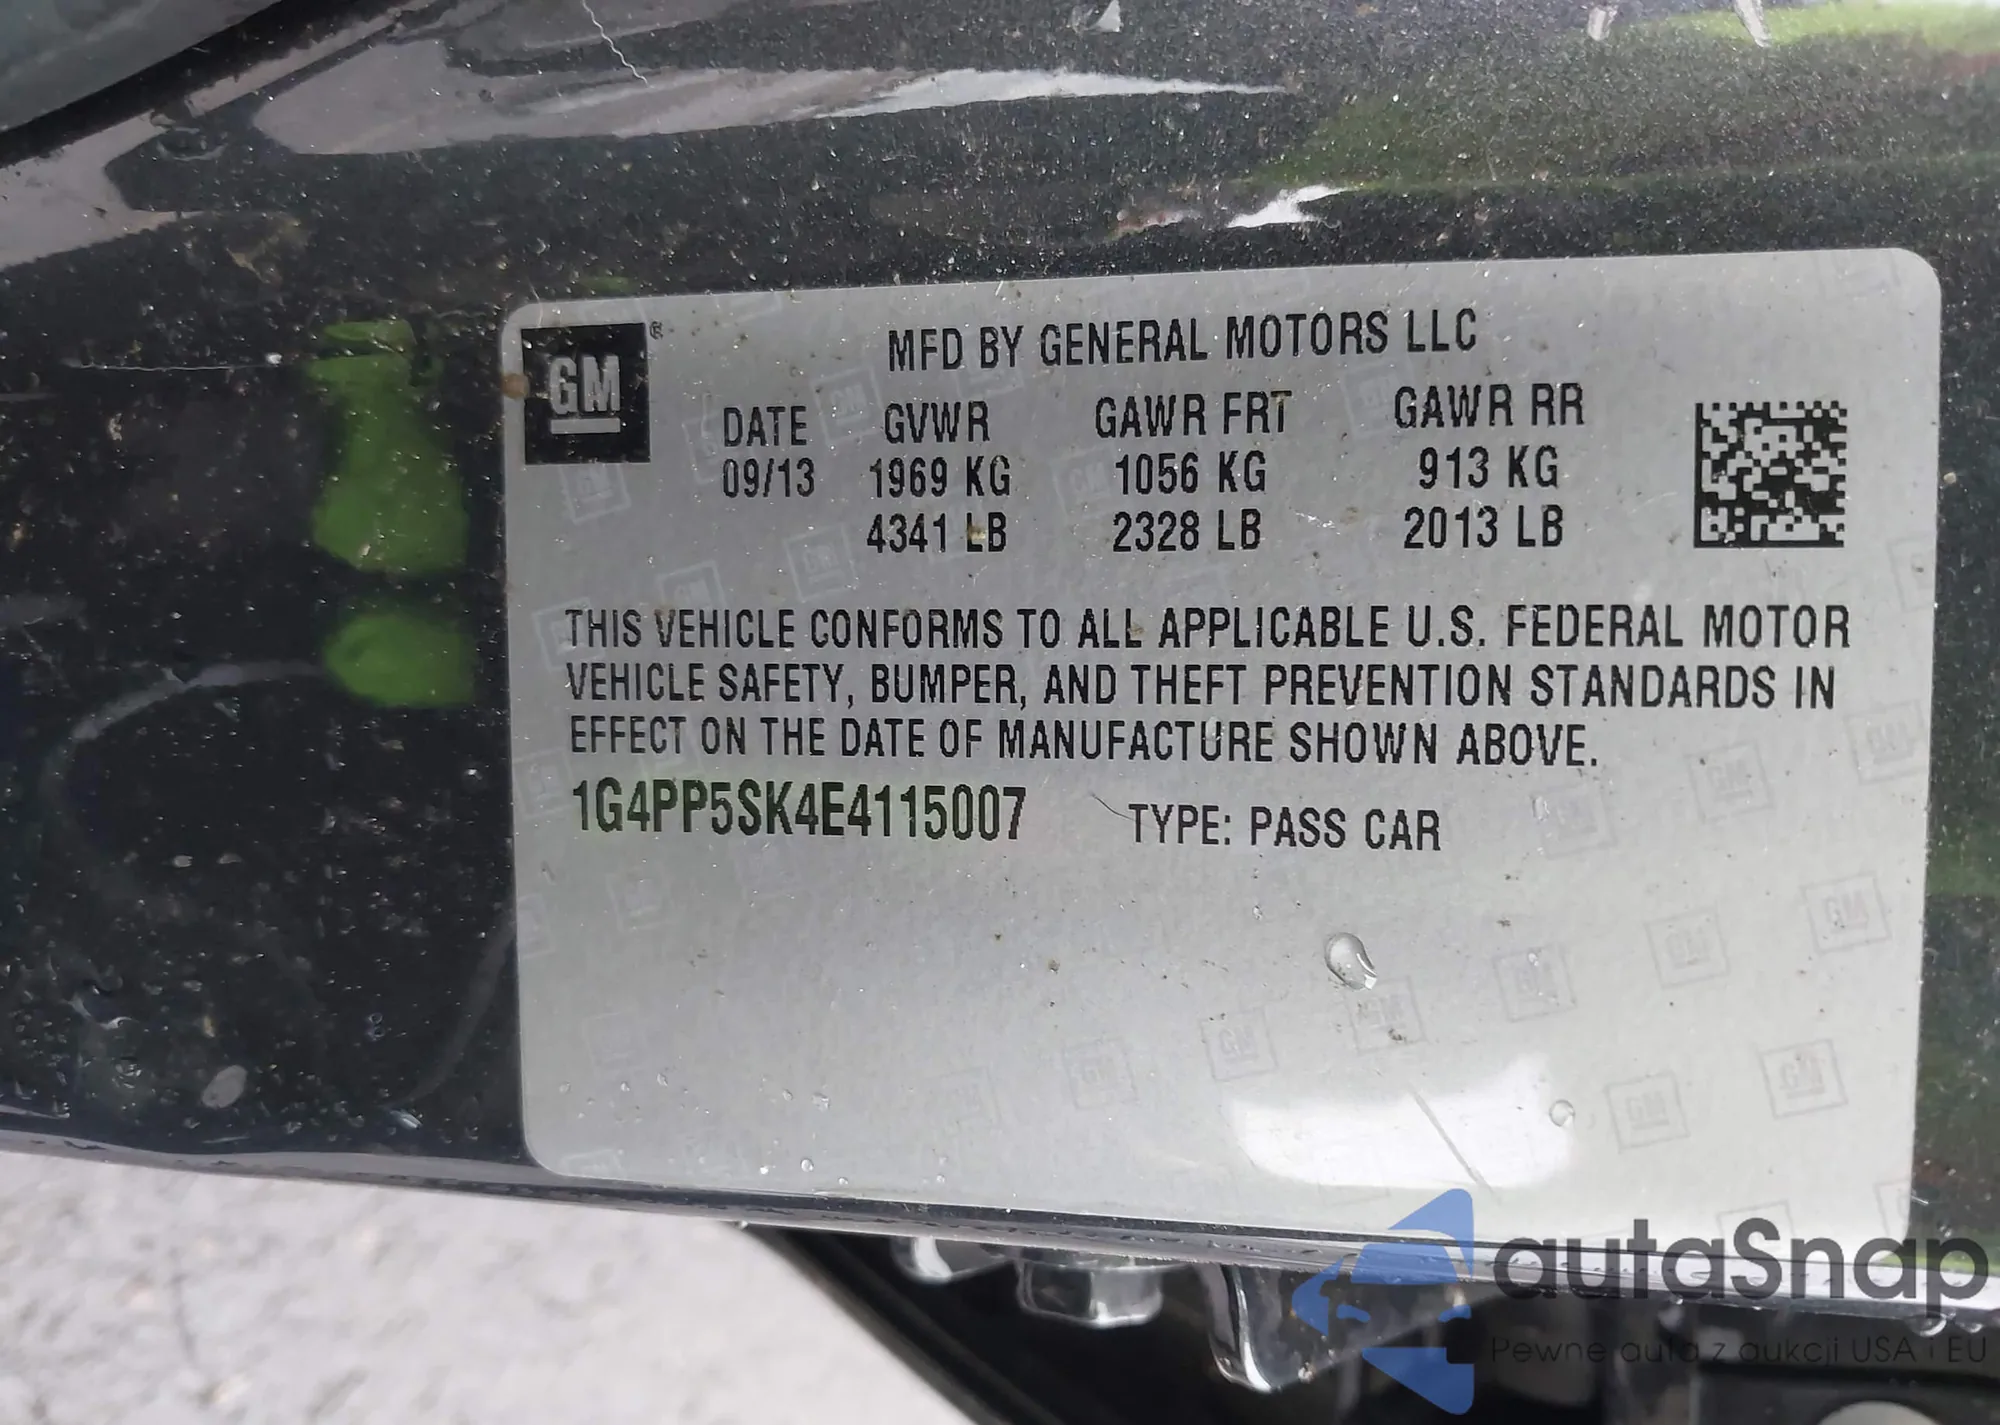 GM ®
MFD BY GENERAL MOTORS LLC
DATE GVWR GAWR FRT GAWR RR
09/13 1969 KG 1056 KG 913 KG
4341 LB 2328 LB 2013 LB
THIS VEHICLE CONFORMS TO ALL APPLICABLE U.S. FEDERAL MOTOR
VEHICLE SAFETY, BUMPER, AND THEFT PREVENTION STANDARDS IN
EFFECT ON THE DATE OF MANUFACTURE SHOWN ABOVE.
1G4PP5SK4E4115007 TYPE: PASS CAR
autaSnap
Pewne auta z aukcji USA i EU